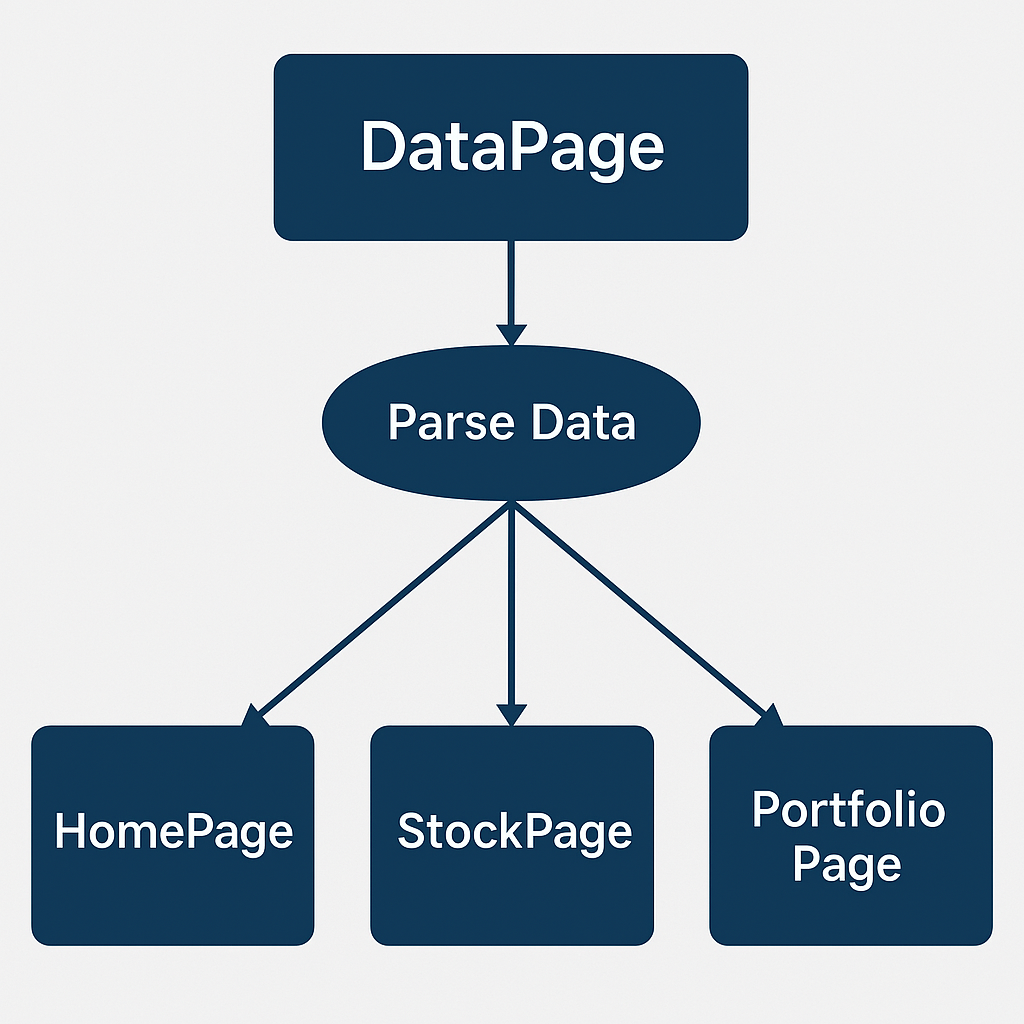 DataPage
Parse Data
HomePage
StockPage
Portfolio
Page